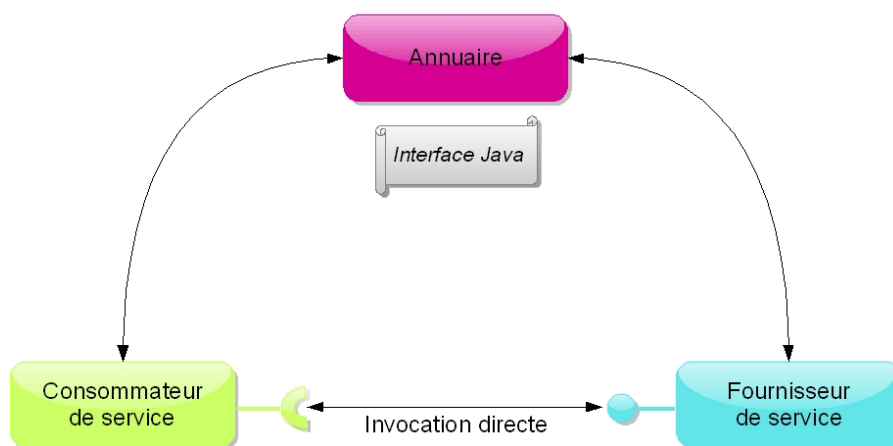 Annuaire
Interface Java
Consommateur
de service
Invocation directe
Fournisseur
de service